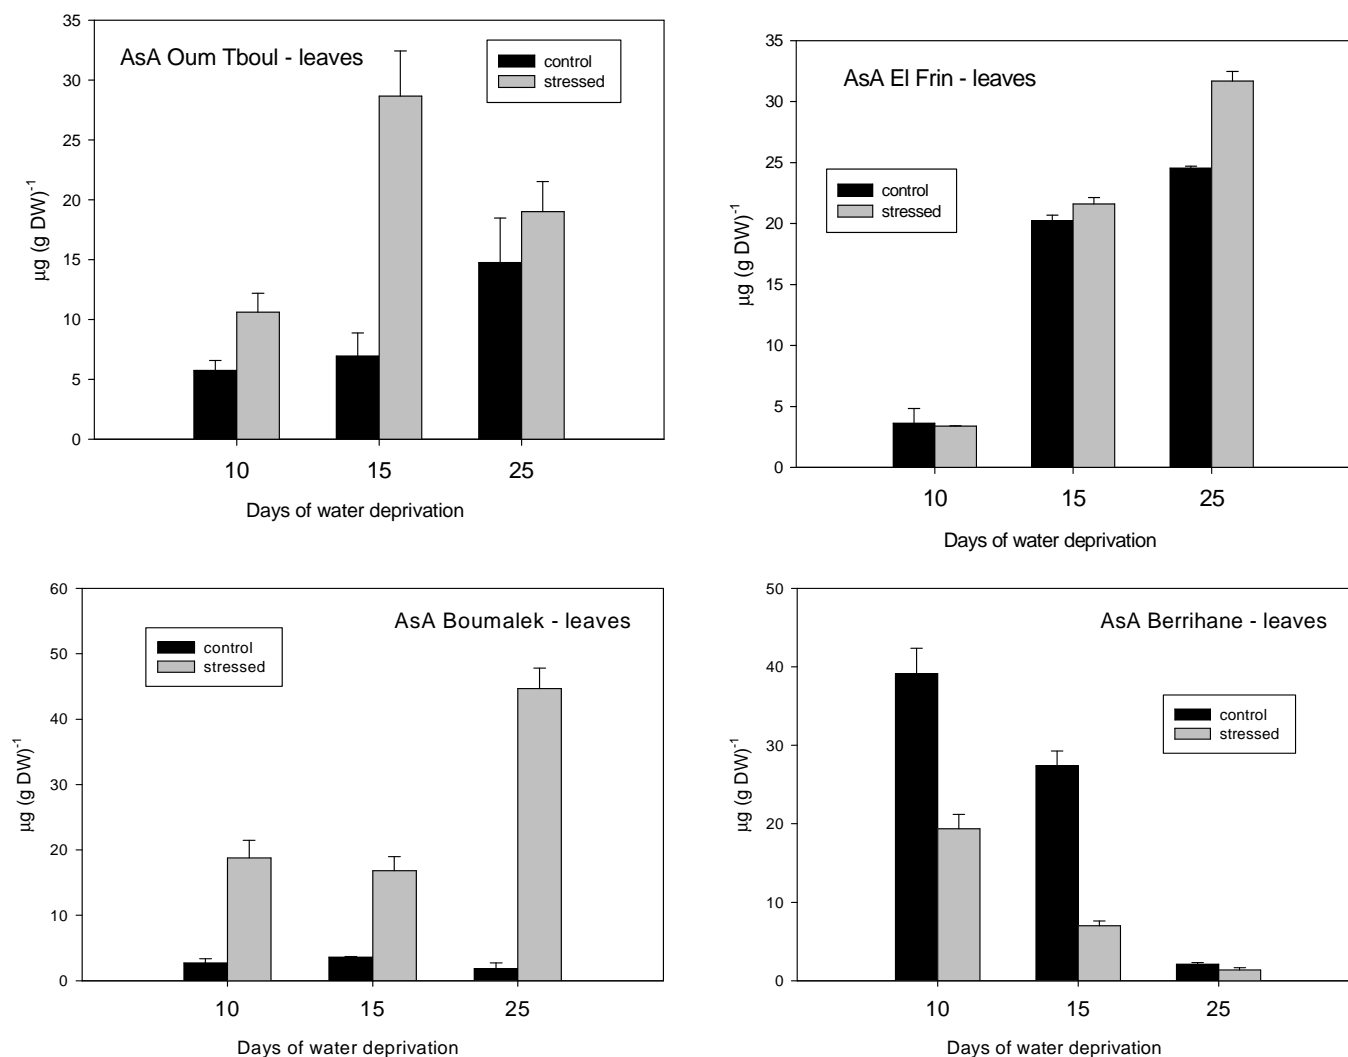 AsA Oum Tboul - leaves
control
stressed
35
30
25
20
15
10
5
0
µg (g DW)-1
10 15 25
Days of water deprivation
AsA El Frin - leaves
control
stressed
35
30
25
20
15
10
5
0
µg (g DW)-1
10 15 25
Days of water deprivation
AsA Boumalek - leaves
control
stressed
60
50
40
30
20
10
0
µg (g DW)-1
10 15 25
Days of water deprivation
AsA Berrihane - leaves
control
stressed
50
40
30
20
10
0
µg (g DW)-1
10 15 25
Days of water deprivation